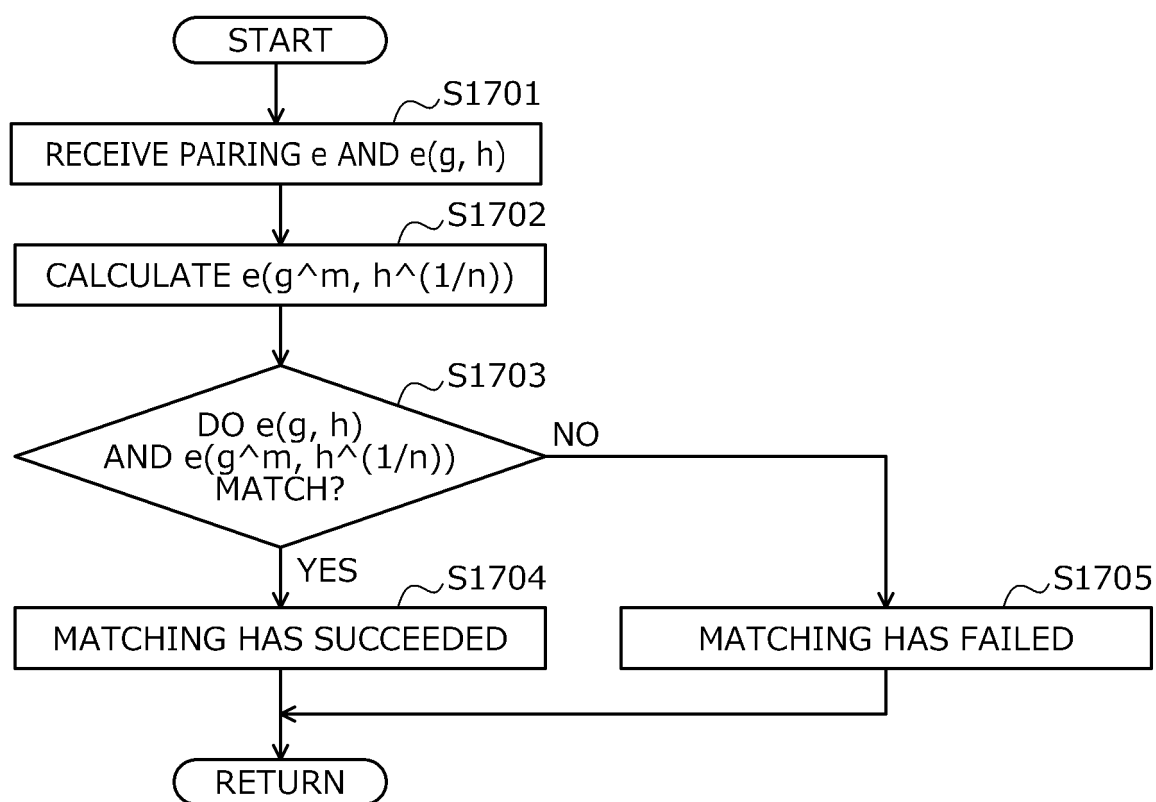 START
S1701
RECEIVE PAIRING e AND e(g, h)
S1702
CALCULATE e(g^m, h^(1/n))
S1703
DO e(g, h)
AND e(g^m, h^(1/n))
MATCH?
NO
YES
S1704
MATCHING HAS SUCCEEDED
S1705
MATCHING HAS FAILED
RETURN